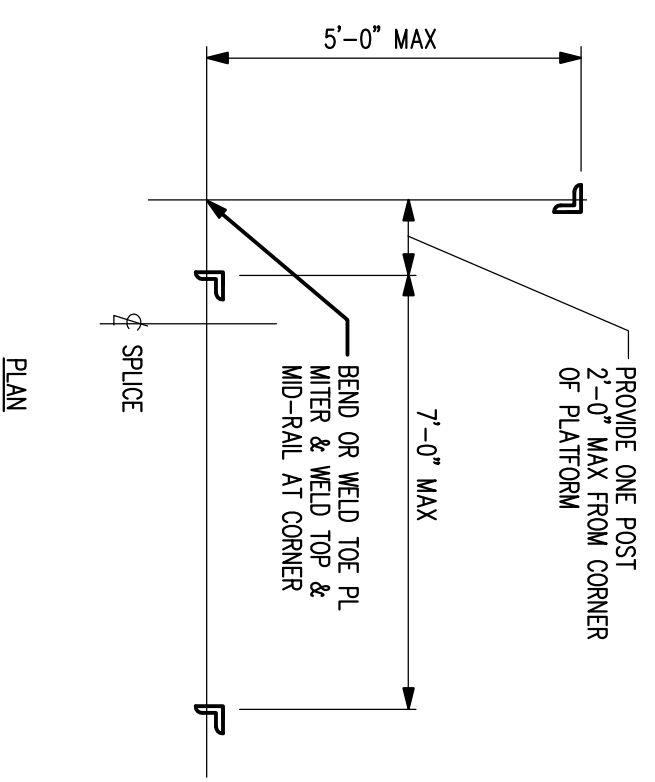 5'-0" MAX
PROVIDE ONE POST
2'-0" MAX FROM CORNER
OF PLATFORM
7'-0" MAX
BEND OR WELD TOE PL
MITER & WELD TOP &
MID-RAIL AT CORNER
℄ SPLICE
PLAN